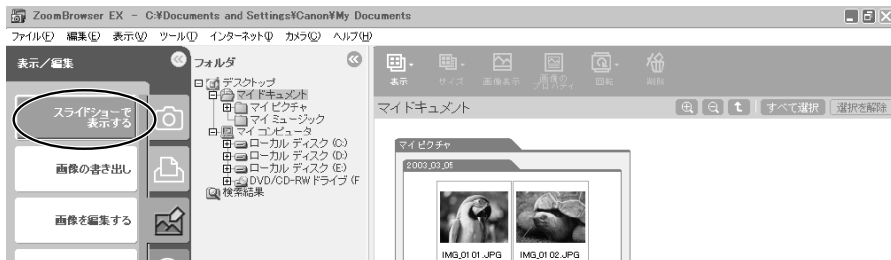 ZoomBrowser EX - C:¥Documents and Settings¥Canon¥My Documents
ファイル(F) 編集(E) 表示(V) ツール(T) インターネット(I) カメラ(C) ヘルプ(H)
表示／編集
スライドショーで
表示する
画像の書き出し
画像を編集する
フォルダ
デスクトップ
マイドキュメント
マイピクチャ
マイミュージック
マイコンピュータ
ローカル ディスク (C:)
ローカル ディスク (D:)
ローカル ディスク (E:)
DVD/CD-RWドライブ (F
検索結果
表示 サイズ 画像表示 画像の
プロパティ 回転 削除
マイドキュメント すべて選択 選択を解除
マイピクチャ
2003_03_05
IMG_0101.JPG IMG_0102.JPG